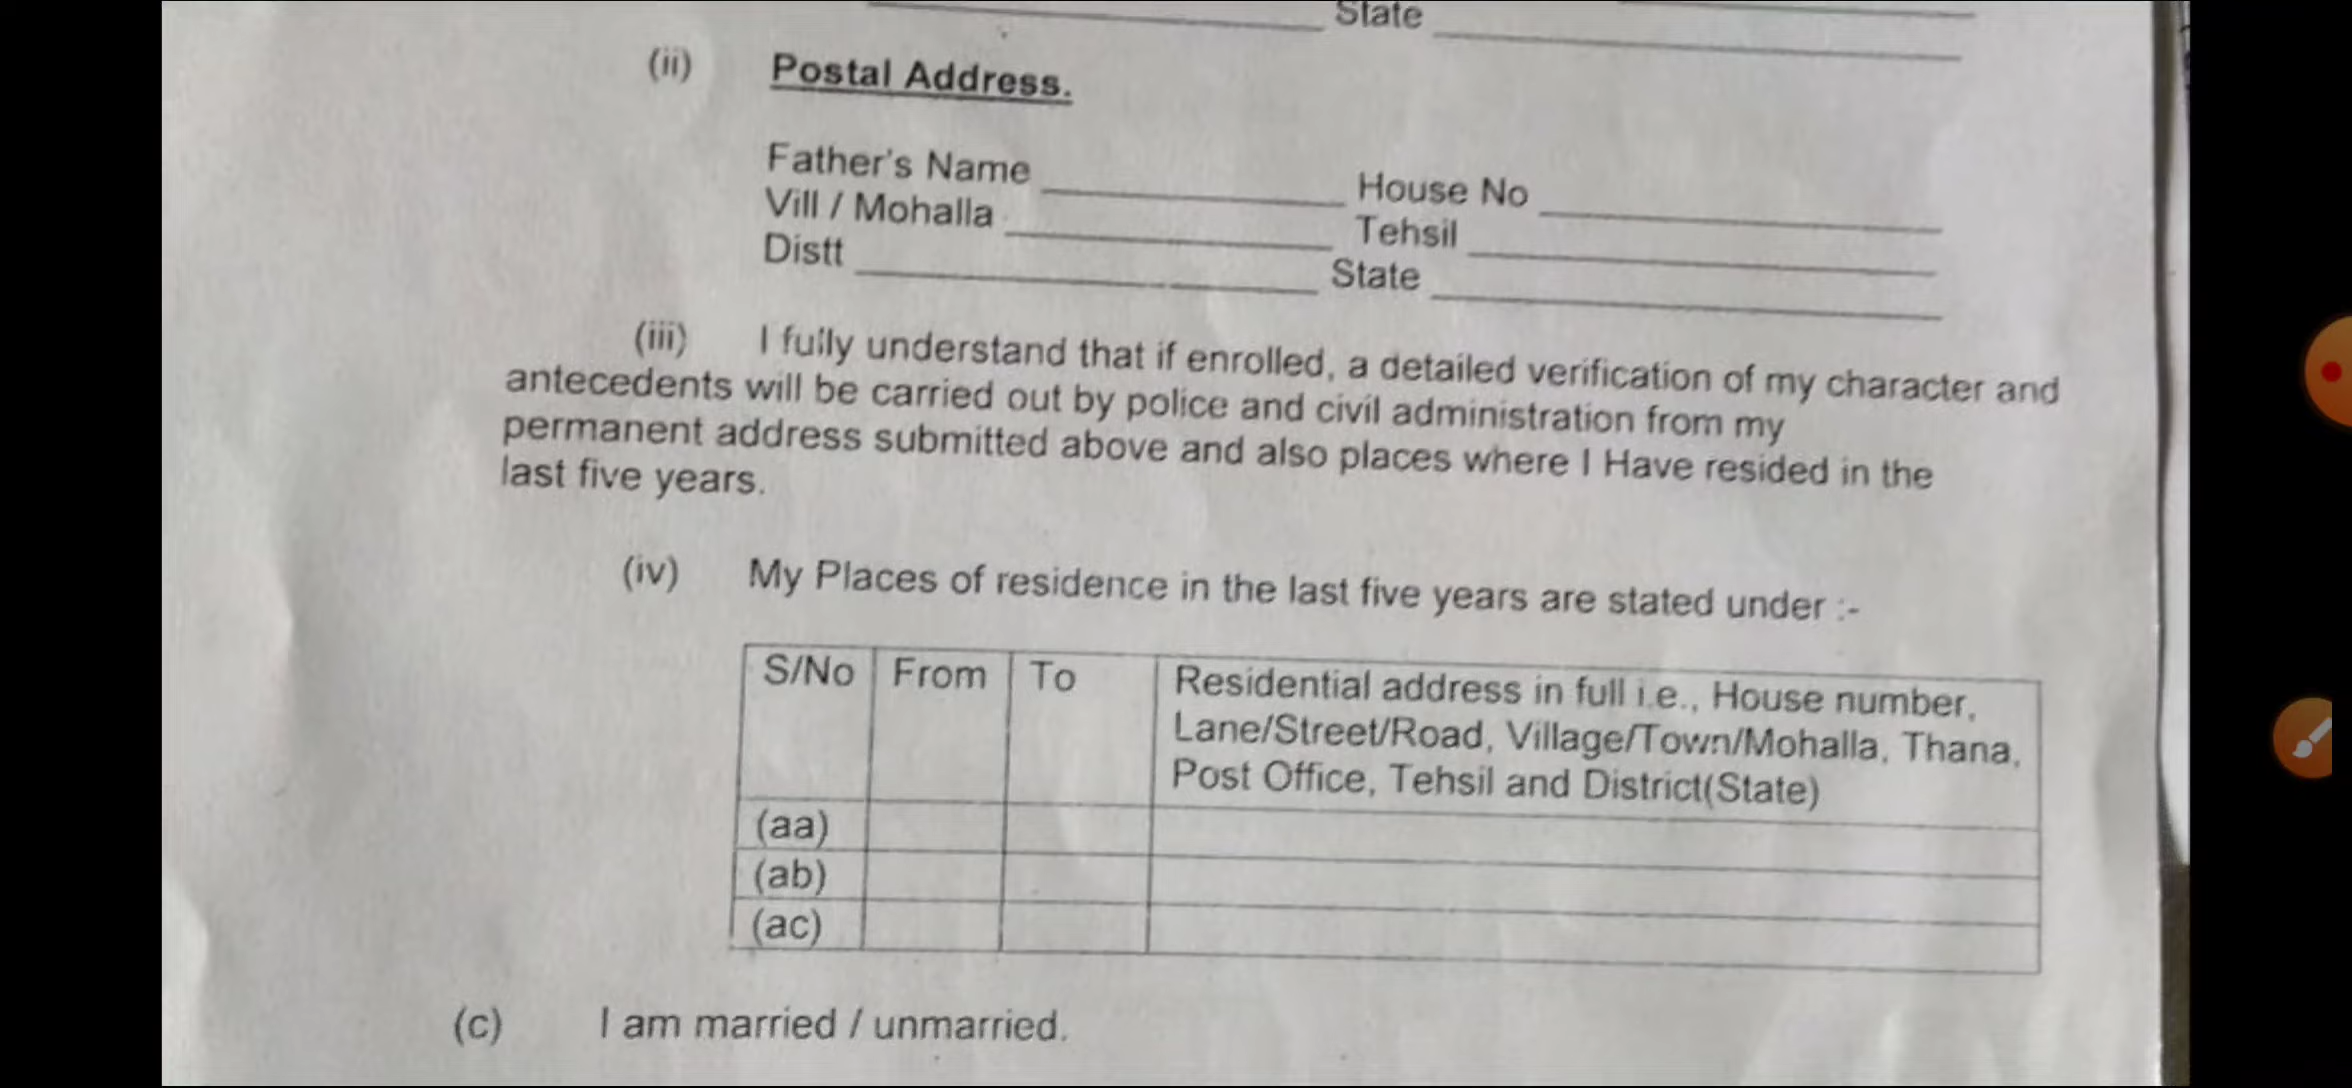 State
(ii) Postal Address.
Father's Name House No
Vill / Mohalla Tehsil
Distt State
(iii) I fully understand that if enrolled, a detailed verification of my character and
antecedents will be carried out by police and civil administration from my
permanent address submitted above and also places where I Have resided in the
last five years.
(iv) My Places of residence in the last five years are stated under :-
S/No From To Residential address in full i.e., House number,
Lane/Street/Road, Village/Town/Mohalla, Thana,
Post Office, Tehsil and District(State)
(aa)
(ab)
(ac)
(c) I am married / unmarried.